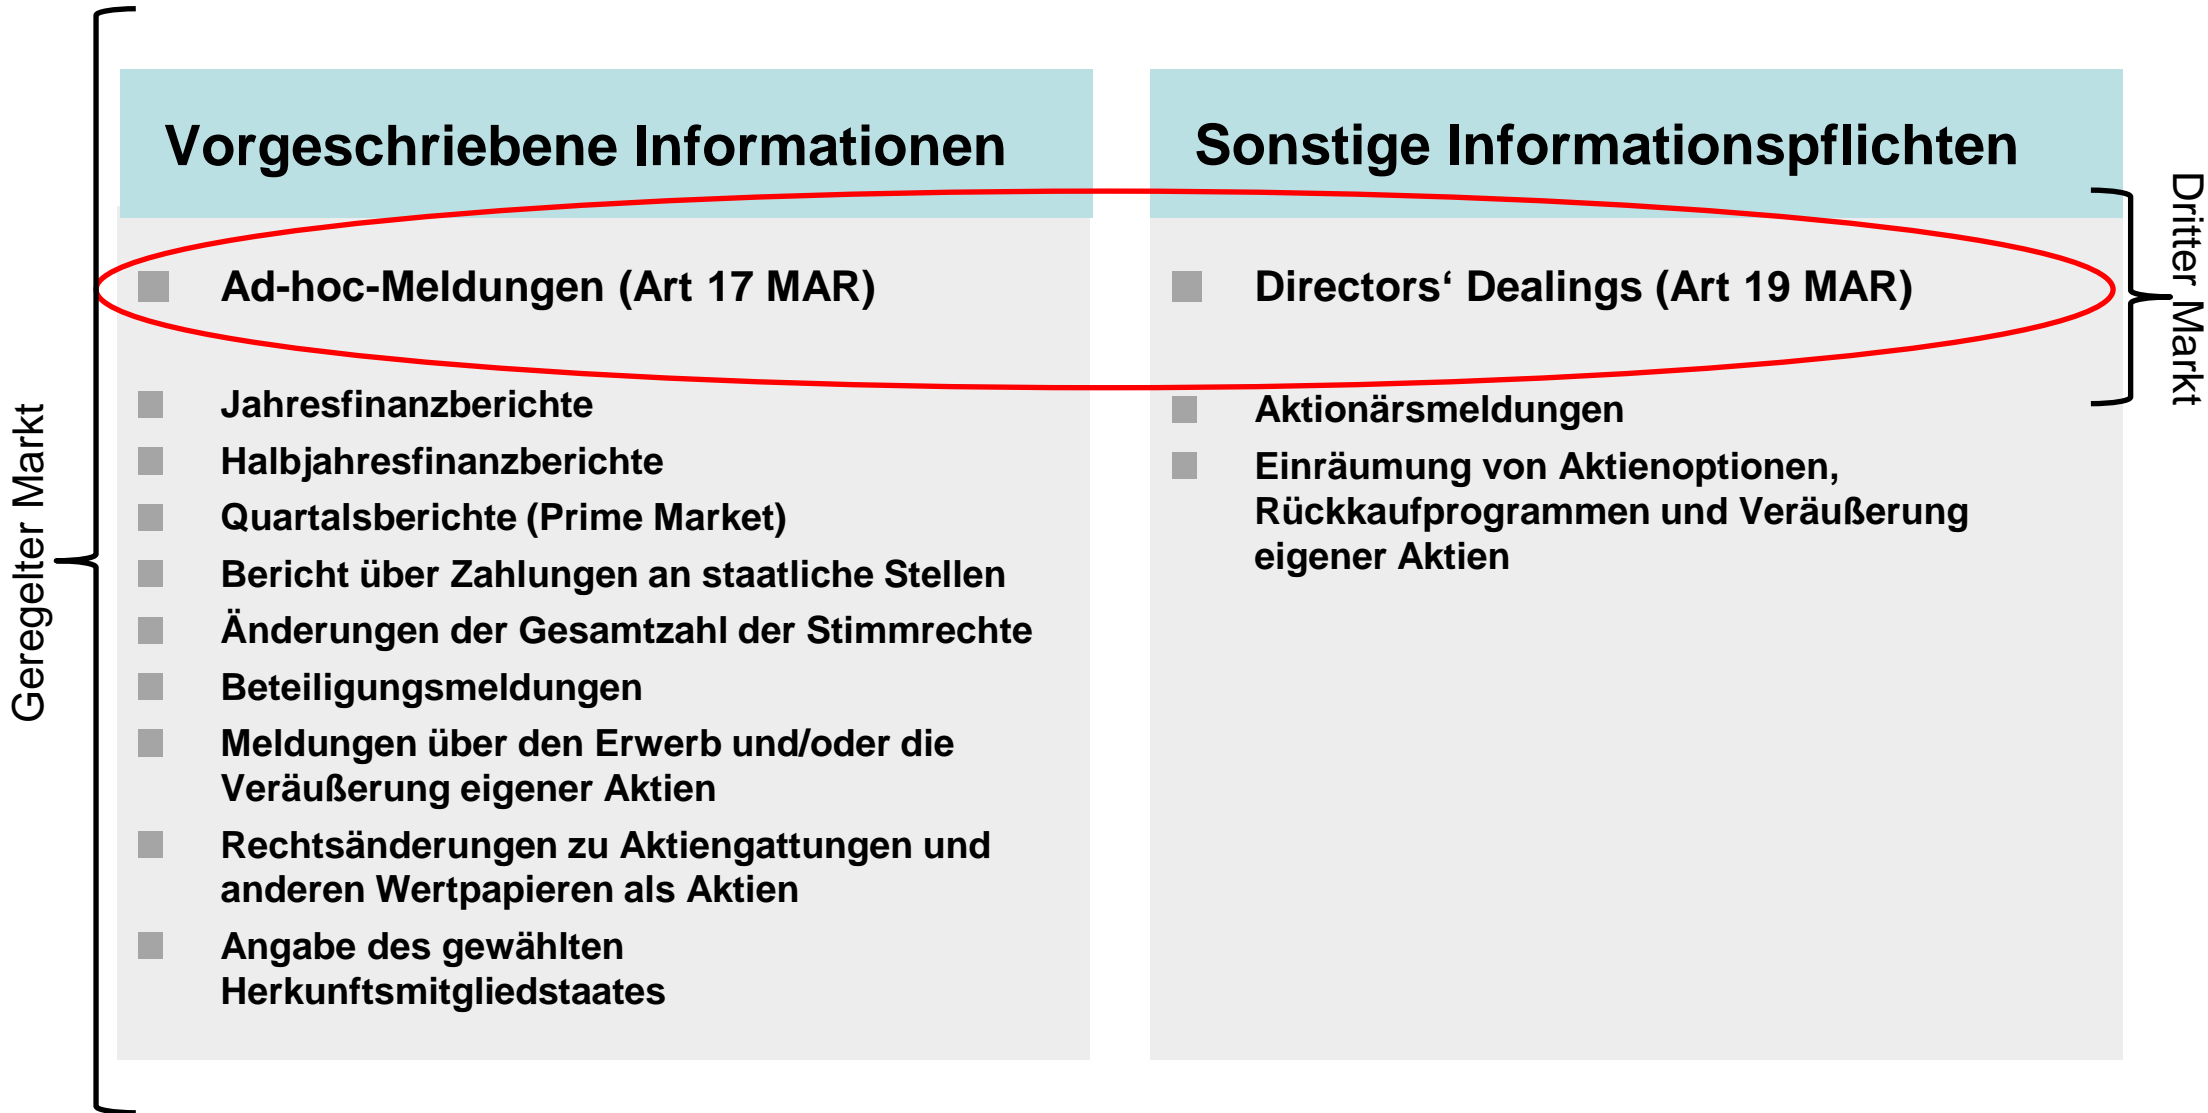 Geregelter Markt
Vorgeschriebene Informationen
Ad-hoc-Meldungen (Art 17 MAR)
Jahresfinanzberichte
Halbjahresfinanzberichte
Quartalsberichte (Prime Market)
Bericht über Zahlungen an staatliche Stellen
Änderungen der Gesamtzahl der Stimmrechte
Beteiligungsmeldungen
Meldungen über den Erwerb und/oder die
Veräußerung eigener Aktien
Rechtsänderungen zu Aktiengattungen und
anderen Wertpapieren als Aktien
Angabe des gewählten
Herkunftsmitgliedstaates
Sonstige Informationspflichten
Directors‘ Dealings (Art 19 MAR)
Aktionärsmeldungen
Einräumung von Aktienoptionen,
Rückkaufprogrammen und Veräußerung
eigener Aktien
Dritter Markt